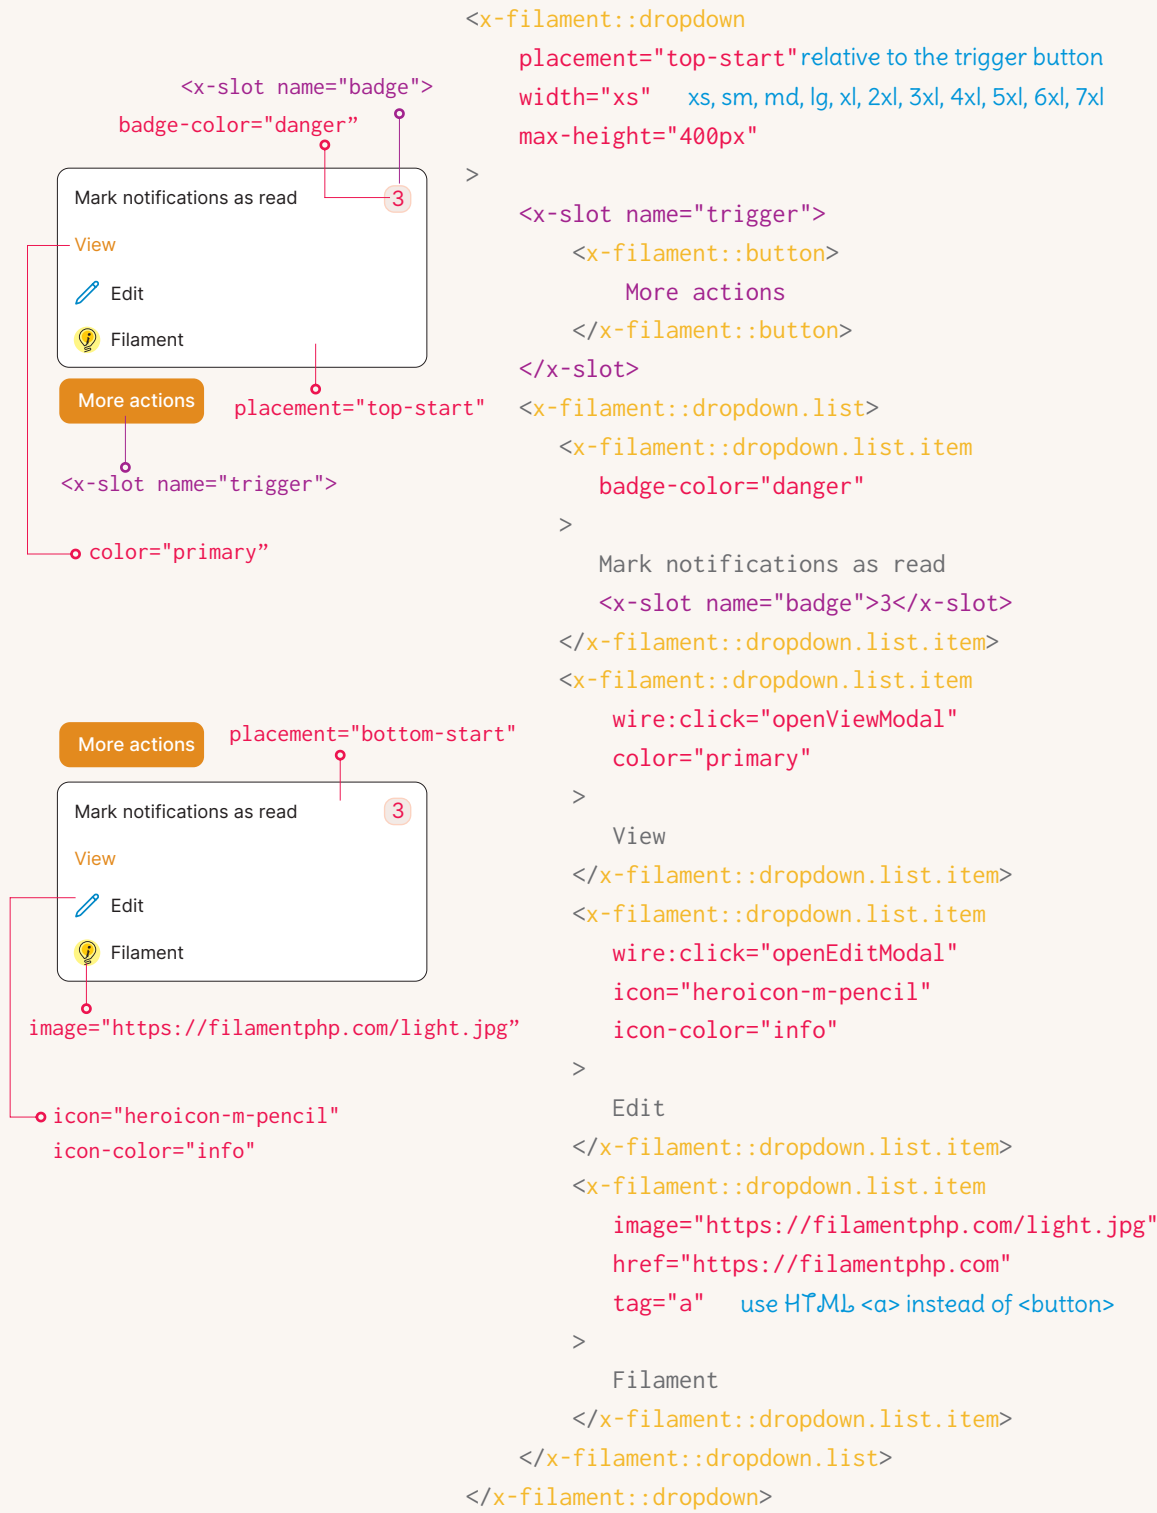 <x-slot name="badge">
badge-color="danger”
Mark notifications as read 3
View
Edit
Filament
More actions
placement="top-start"
<x-slot name="trigger">
color="primary”
More actions
placement="bottom-start"
Mark notifications as read 3
View
Edit
Filament
image="https://filamentphp.com/light.jpg”
icon="heroicon-m-pencil"
icon-color="info"
<x-filament::dropdown
placement="top-start" relative to the trigger button
width="xs" xs, sm, md, lg, xl, 2xl, 3xl, 4xl, 5xl, 6xl, 7xl
max-height="400px"
>
<x-slot name="trigger">
<x-filament::button>
More actions
</x-filament::button>
</x-slot>
<x-filament::dropdown.list>
<x-filament::dropdown.list.item
badge-color="danger"
>
Mark notifications as read
<x-slot name="badge">3</x-slot>
</x-filament::dropdown.list.item>
<x-filament::dropdown.list.item
wire:click="openViewModal"
color="primary"
>
View
</x-filament::dropdown.list.item>
<x-filament::dropdown.list.item
wire:click="openEditModal"
icon="heroicon-m-pencil"
icon-color="info"
>
Edit
</x-filament::dropdown.list.item>
<x-filament::dropdown.list.item
image="https://filamentphp.com/light.jpg"
href="https://filamentphp.com"
tag="a" use HTML <a> instead of <button>
>
Filament
</x-filament::dropdown.list.item>
</x-filament::dropdown.list>
</x-filament::dropdown>